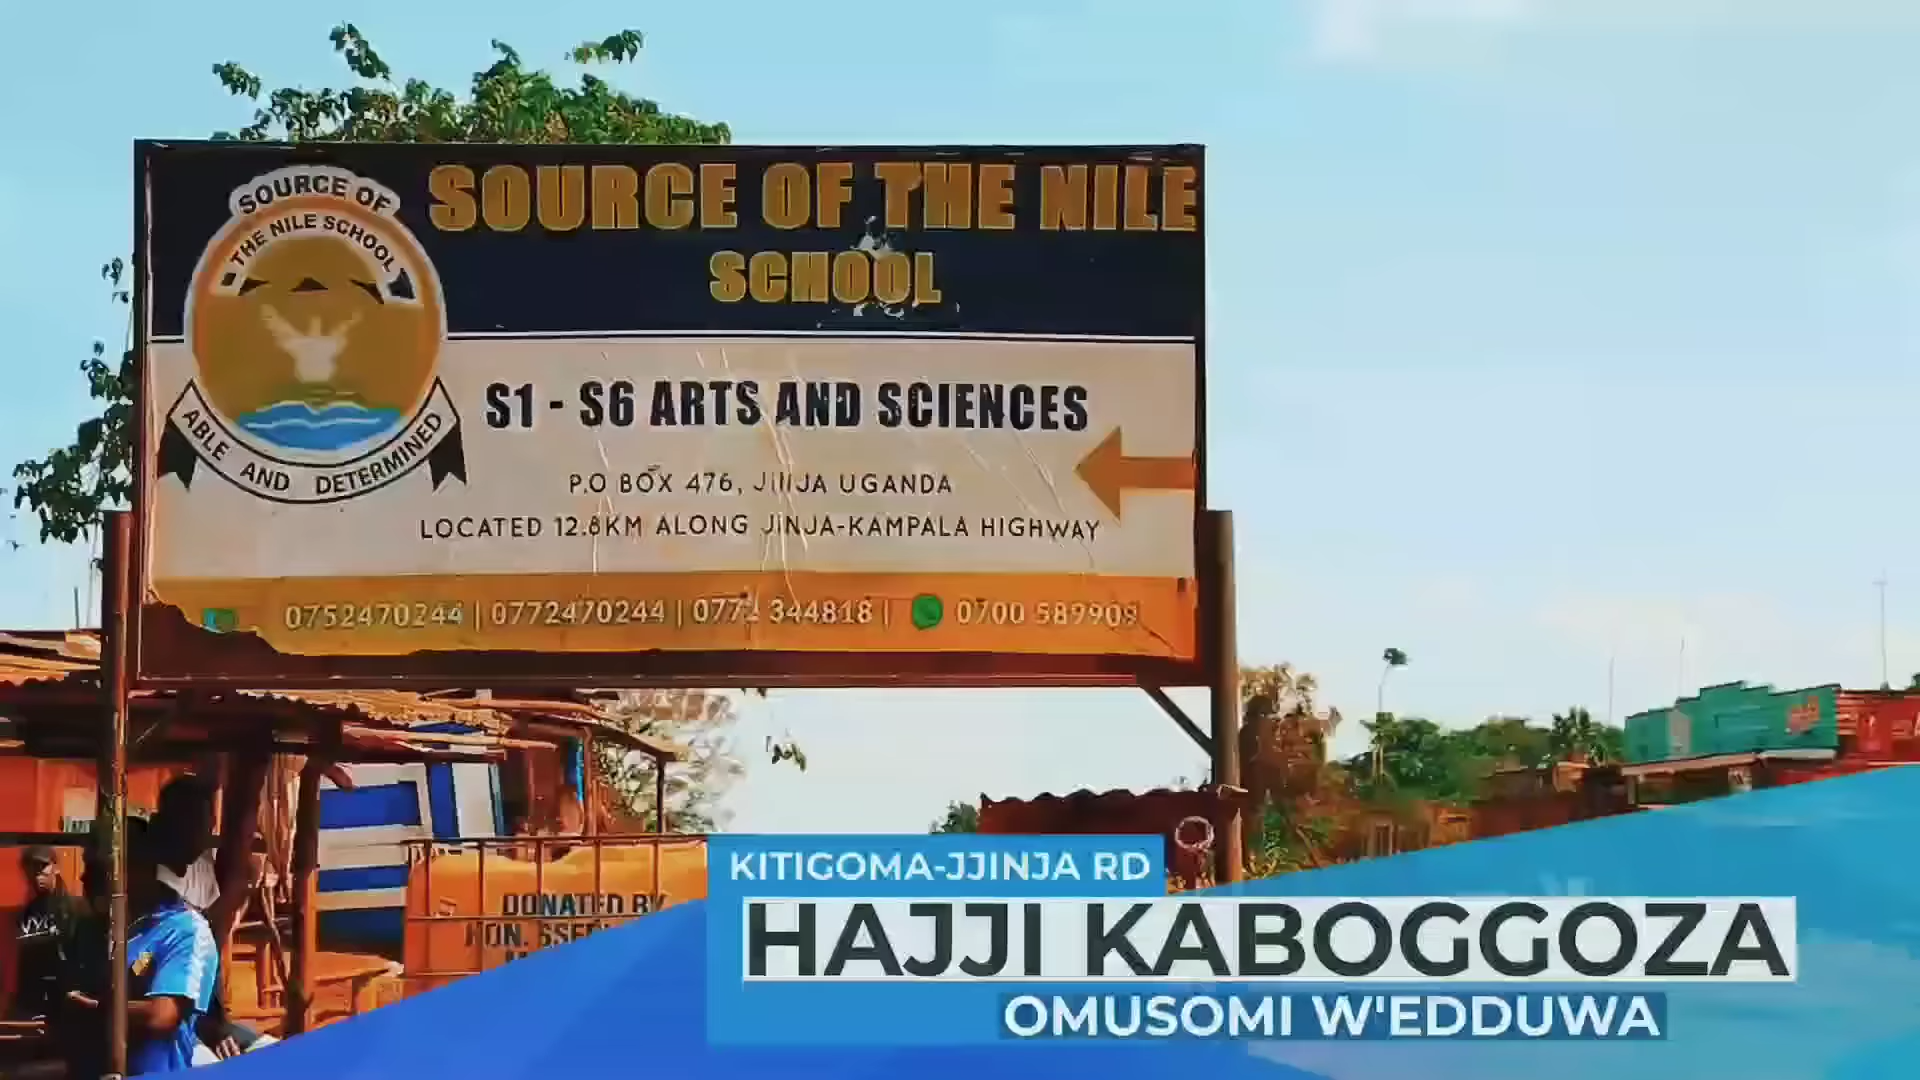 SOURCE OF
THE NILE SCHOOL
ABLE AND DETERMINED
SOURCE OF THE NILE
SCHOOL
S1 - S6 ARTS AND SCIENCES
P.O BOX 476, JINJA UGANDA
LOCATED 12.8KM ALONG JINJA-KAMPALA HIGHWAY
0752470244 | 0772470244 | 0772 344818 | 0700 589909
DONATED BY
HON.
KITIGOMA-JJINJA RD
HAJJI KABOGGOZA
OMUSOMI W'EDDUWA